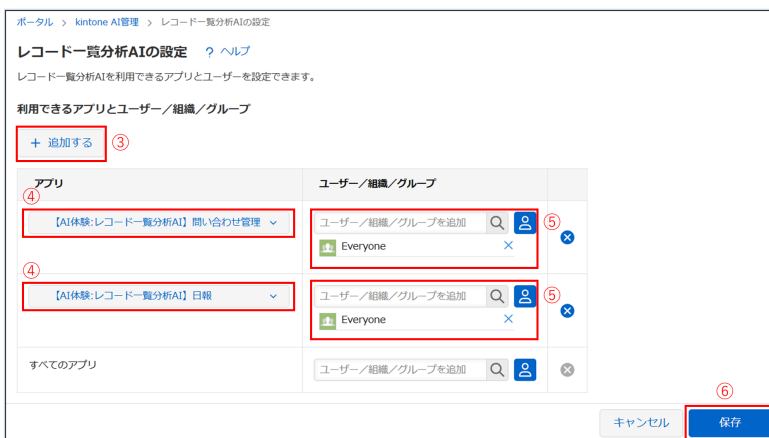 ポータル > kintone AI管理 > レコード一覧分析AIの設定
レコード一覧分析AIの設定 ? ヘルプ
レコード一覧分析AIを利用できるアプリとユーザーを設定できます。
利用できるアプリとユーザー／組織／グループ
+ 追加する ③
アプリ ユーザー／組織／グループ
④
【AI体験:レコード一覧分析AI】問い合わせ管理 ユーザー／組織／グループを追加 ⑤
Everyone
④
【AI体験:レコード一覧分析AI】日報 ユーザー／組織／グループを追加 ⑤
Everyone
すべてのアプリ ユーザー／組織／グループを追加
⑥
キャンセル 保存